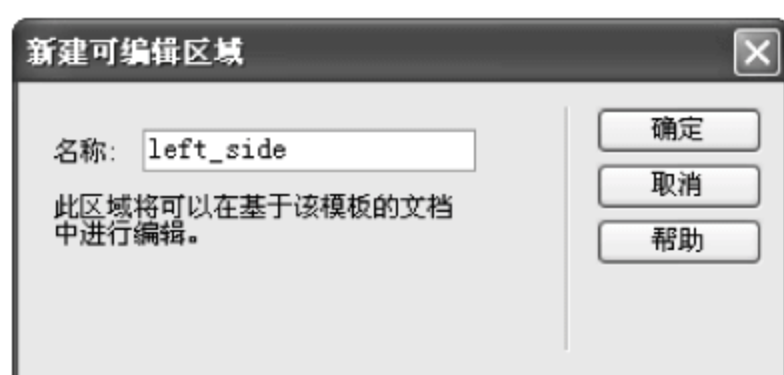 新建可编辑区域
名称: left_side
此区域将可以在基于该模板的文档
中进行编辑。
确定
取消
帮助